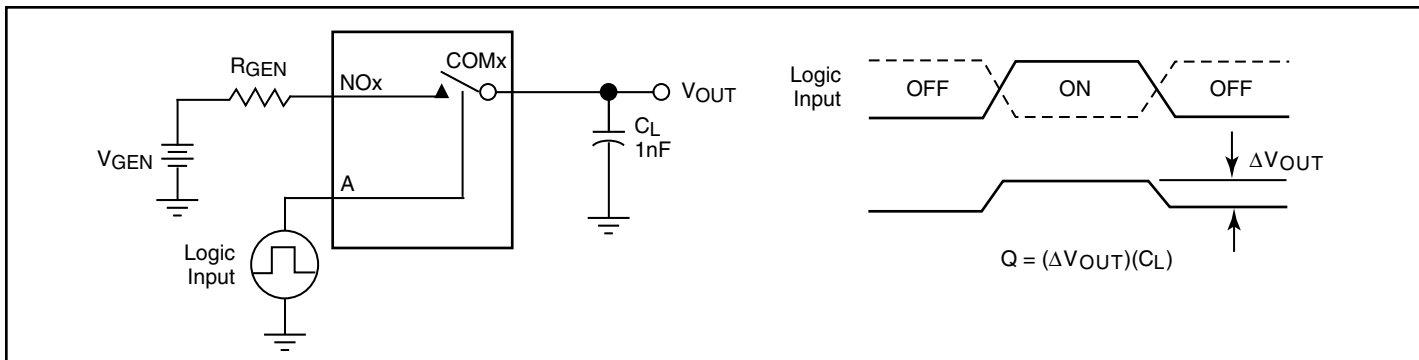 RGEN
NOx
COMx
VOUT
CL
1nF
VGEN
A
Logic
Input
Logic
Input
OFF
ON
OFF
ΔVOUT
Q = (ΔVOUT)(CL)